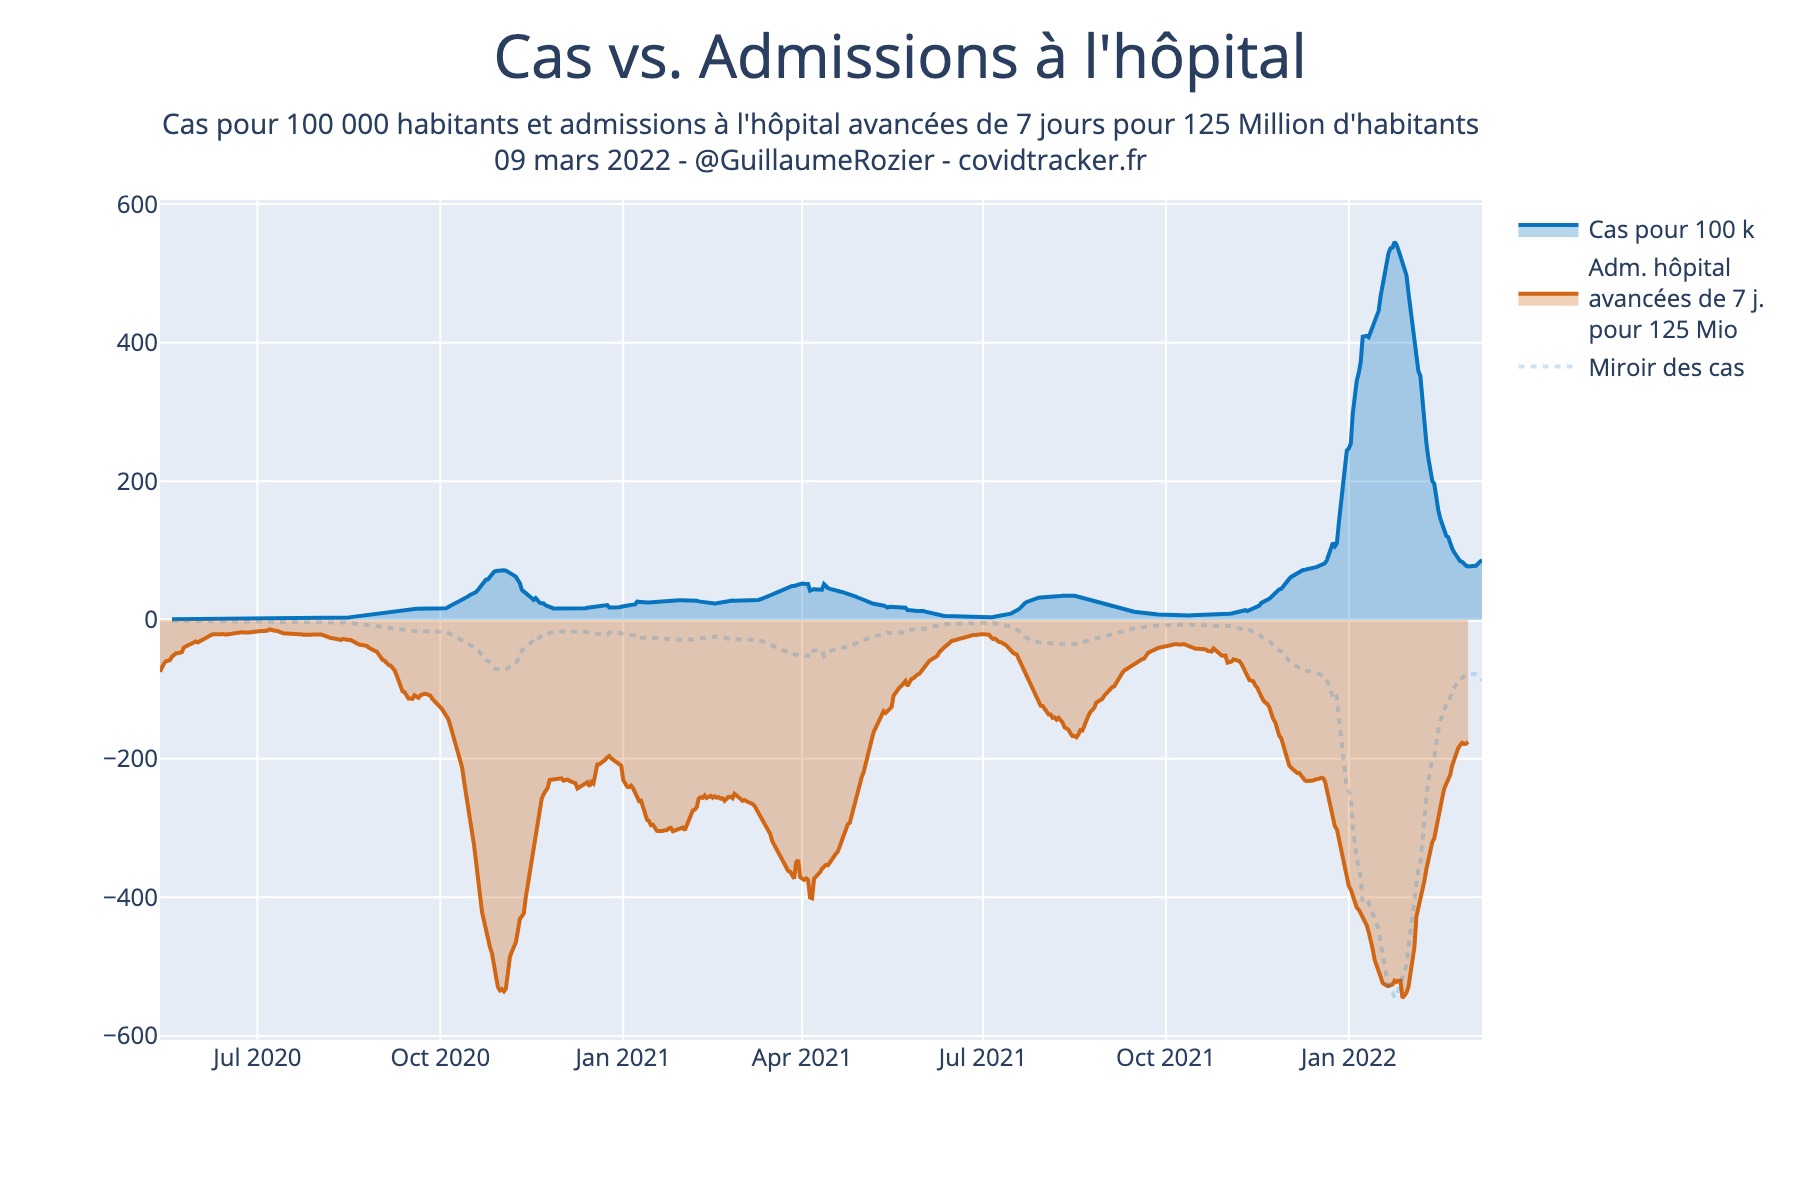 Cas vs. Admissions à l'hôpital
Cas pour 100 000 habitants et admissions à l'hôpital avancées de 7 jours pour 125 Million d'habitants
09 mars 2022 - @GuillaumeRozier - covidtracker.fr
600
400
200
0
−200
−400
−600
Jul 2020
Oct 2020
Jan 2021
Apr 2021
Jul 2021
Oct 2021
Jan 2022
Cas pour 100 k
Adm. hôpital
avancées de 7 j.
pour 125 Mio
Miroir des cas